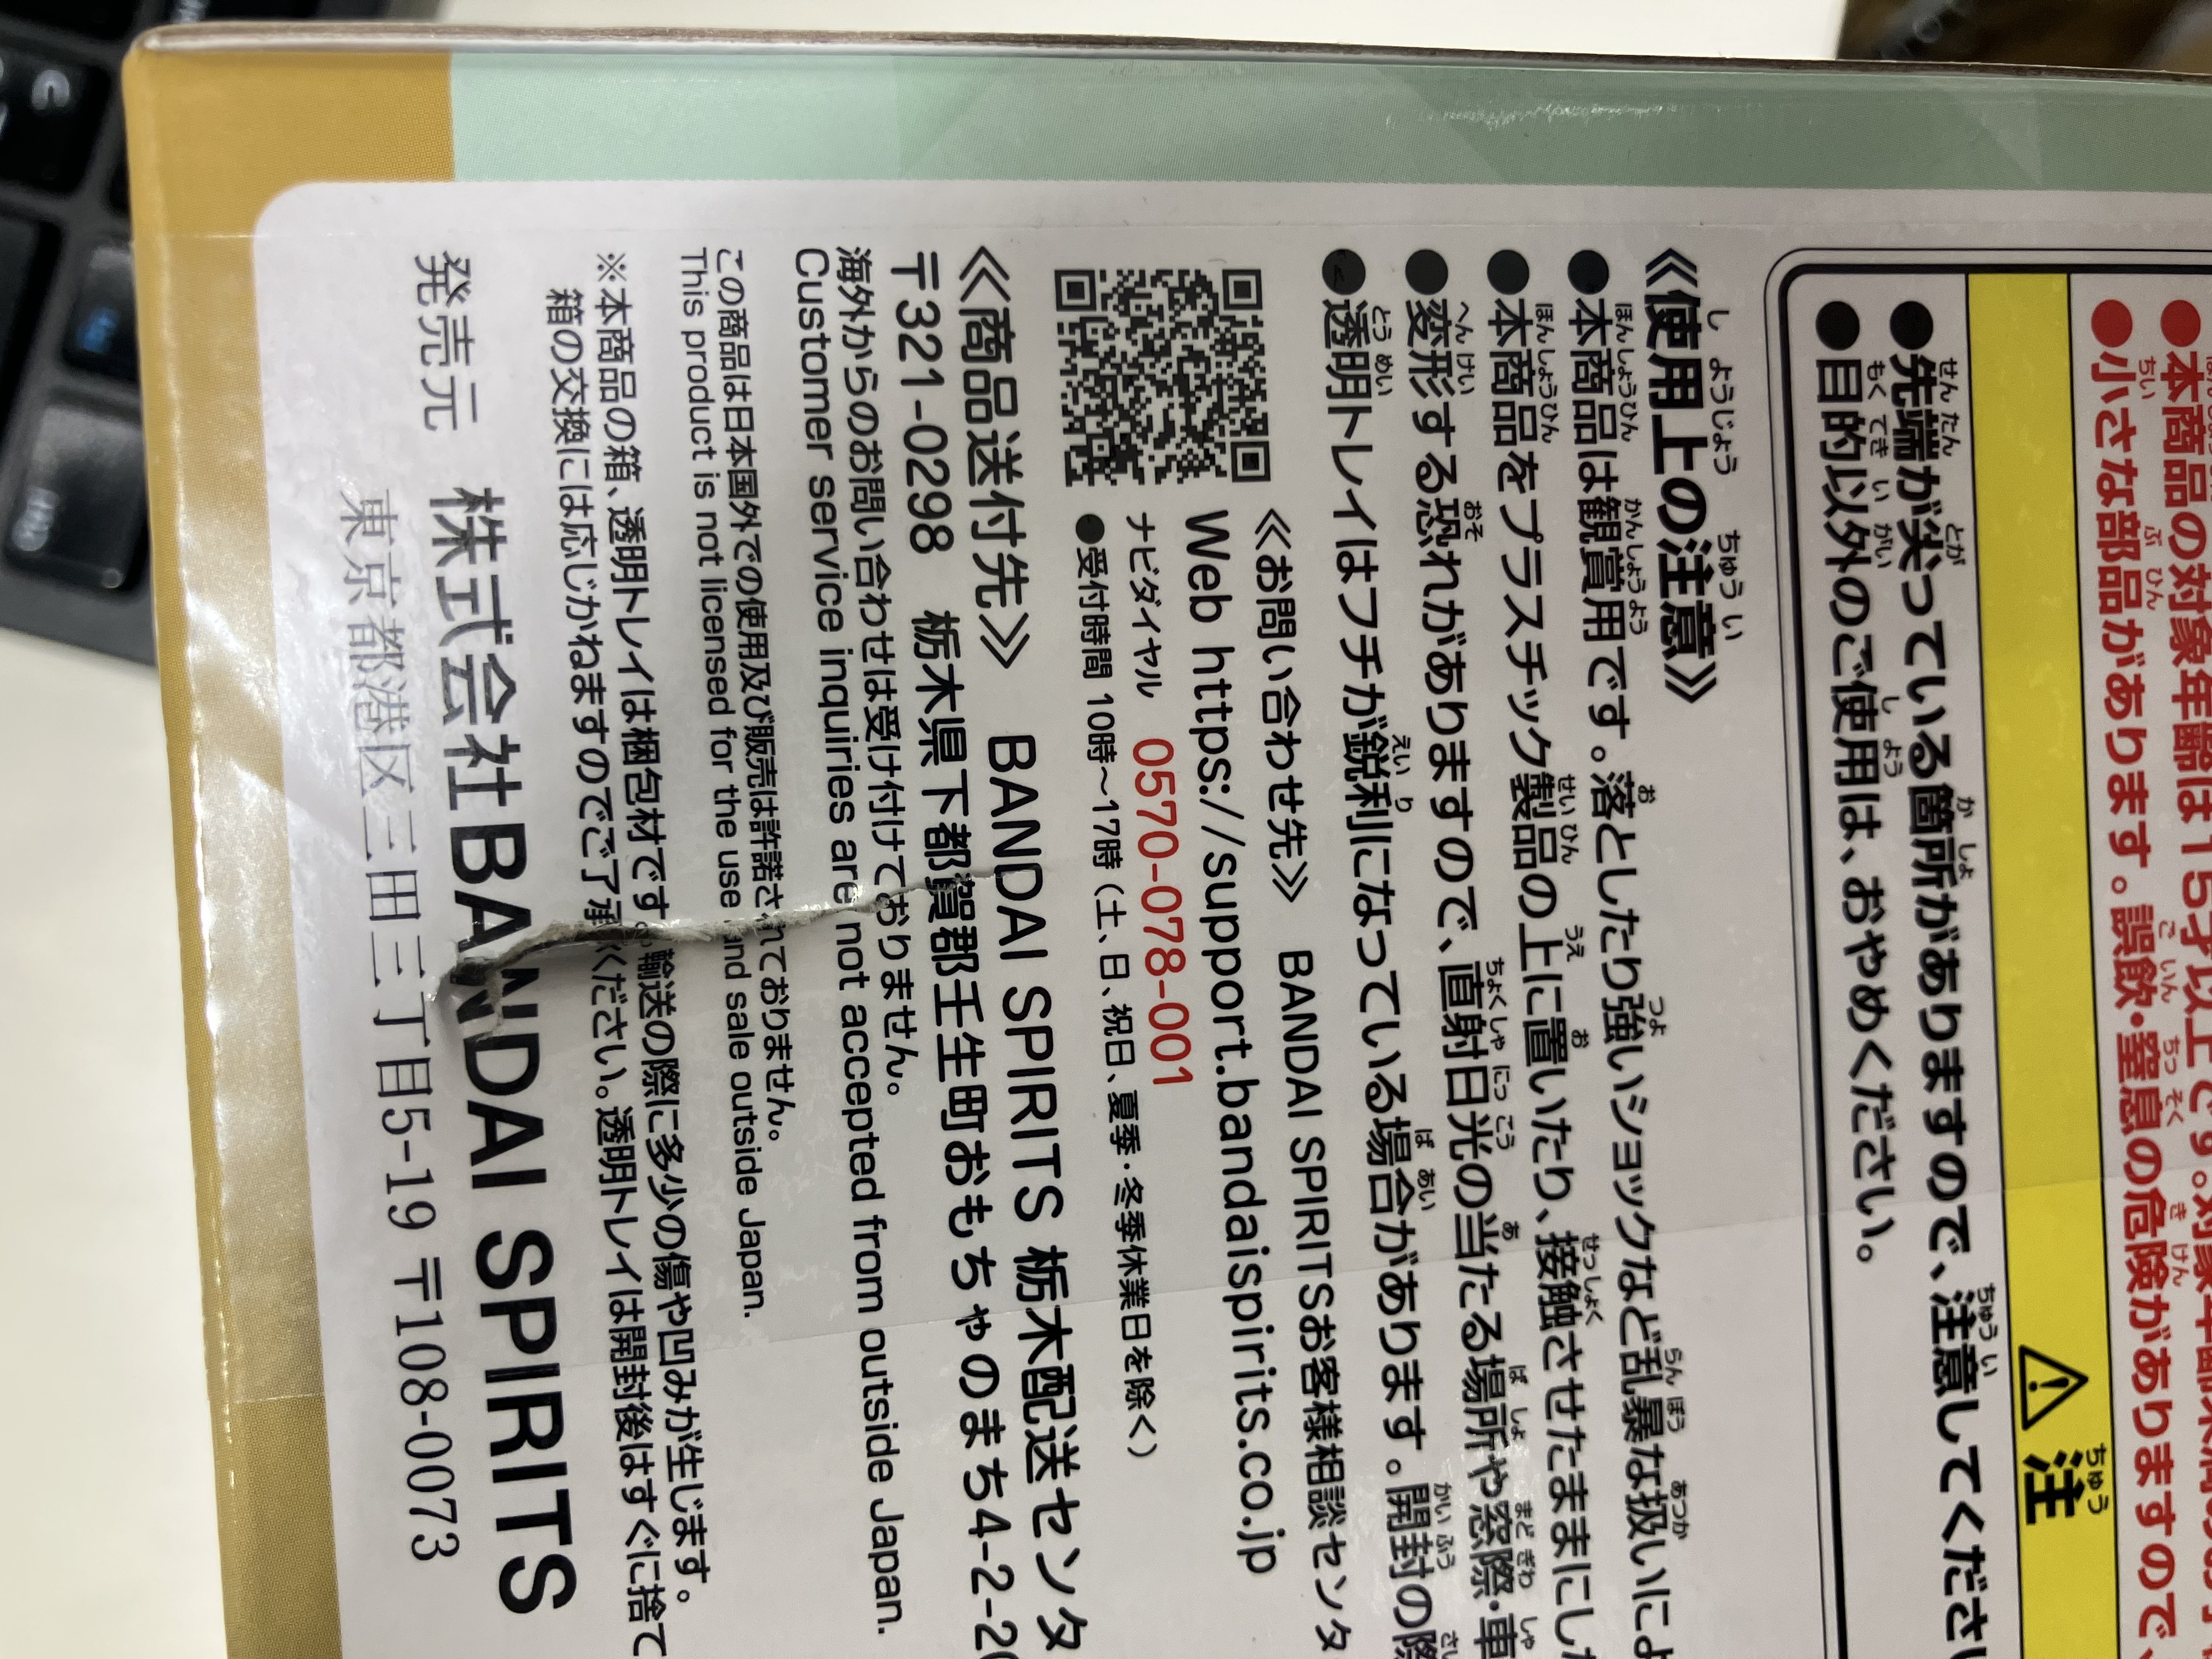 ●本商品の対象年齢は15才以上です。
●小さな部品があります。誤飲・窒息の危険がありますので、
⚠注
●先端が尖っている箇所がありますので、注意してください
●目的以外のご使用は、おやめください。
《使用上の注意》
●本商品は観賞用です。落としたり強いショックなど乱暴な扱いによ
●本商品をプラスチック製品の上に置いたり、接触させたままにした
●変形する恐れがありますので、直射日光の当たる場所や窓際・車
●透明トレイはフチが鋭利になっている場合があります。開封の際
《お問い合わせ先》 BANDAI SPIRITSお客様相談センタ
Web https://support.bandaispirits.co.jp
ナビダイヤル 0570-078-001
●受付時間 10時〜17時（土、日、祝日、夏季・冬季休業日を除く）
《商品送付先》 BANDAI SPIRITS 栃木配送センタ
〒321-0298 栃木県下都賀郡壬生町おもちゃのまち4-2-20
海外からのお問い合わせは受け付けておりません。
Customer service inquiries are not accepted from outside Japan.
この商品は日本国外での使用及び販売は許諾されておりません。
This product is not licensed for the use and sale outside Japan.
※本商品の箱、透明トレイは梱包材です。輸送の際に多少の傷や凹みが生じます。
箱の交換には応じかねますのでご了承ください。透明トレイは開封後はすぐに捨て
発売元 株式会社BANDAI SPIRITS
東京都港区三田三丁目5-19 〒108-0073